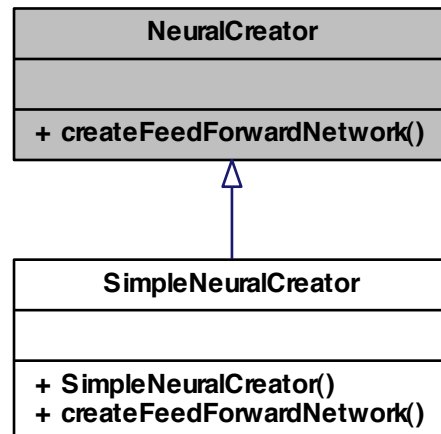 NeuralCreator
+ createFeedForwardNetwork()
SimpleNeuralCreator
+ SimpleNeuralCreator()
+ createFeedForwardNetwork()